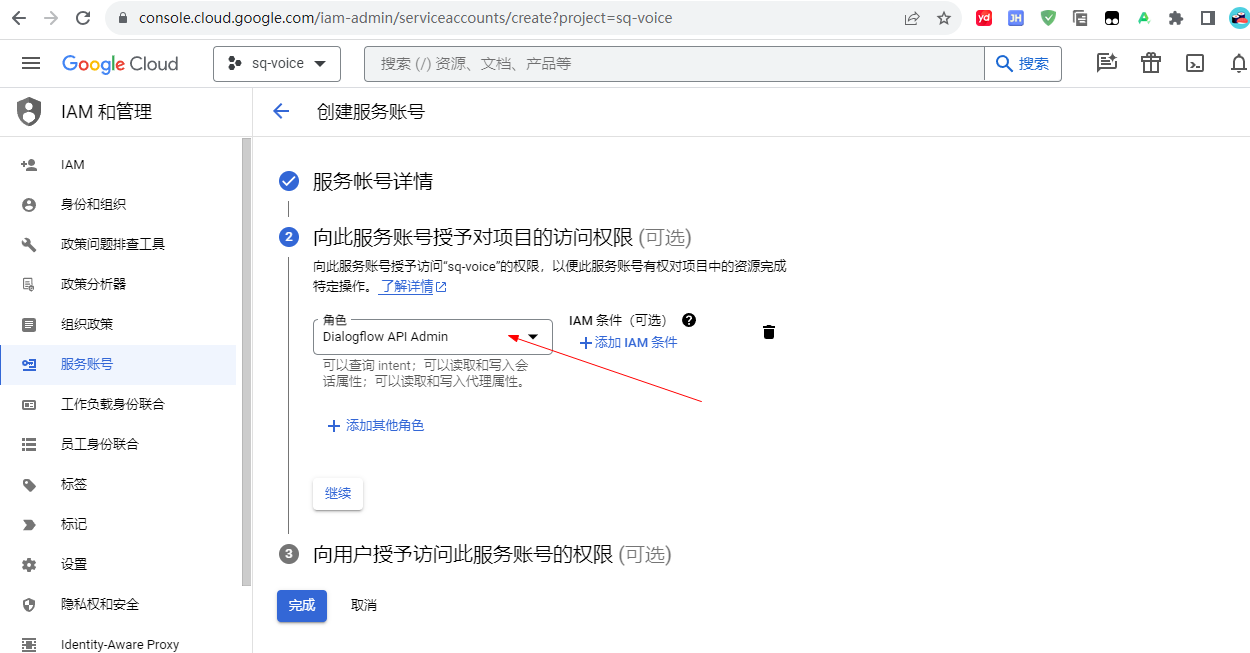 console.cloud.google.com/iam-admin/serviceaccounts/create?project=sq-voice
yd
JH
Google Cloud
sq-voice
搜索 (/) 资源、文档、产品等
搜索
IAM 和管理
创建服务账号
IAM
身份和组织
政策问题排查工具
政策分析器
组织政策
服务账号
工作负载身份联合
员工身份联合
标签
标记
设置
隐私权和安全
Identity-Aware Proxy
服务帐号详情
2
向此服务账号授予对项目的访问权限 (可选)
向此服务账号授予访问“sq-voice”的权限，以便此服务账号有权对项目中的资源完成
特定操作。 了解详情
角色
Dialogflow API Admin
IAM 条件（可选）
添加 IAM 条件
可以查询 intent；可以读取和写入会
话属性；可以读取和写入代理属性。
添加其他角色
继续
3
向用户授予访问此服务账号的权限 (可选)
完成
取消